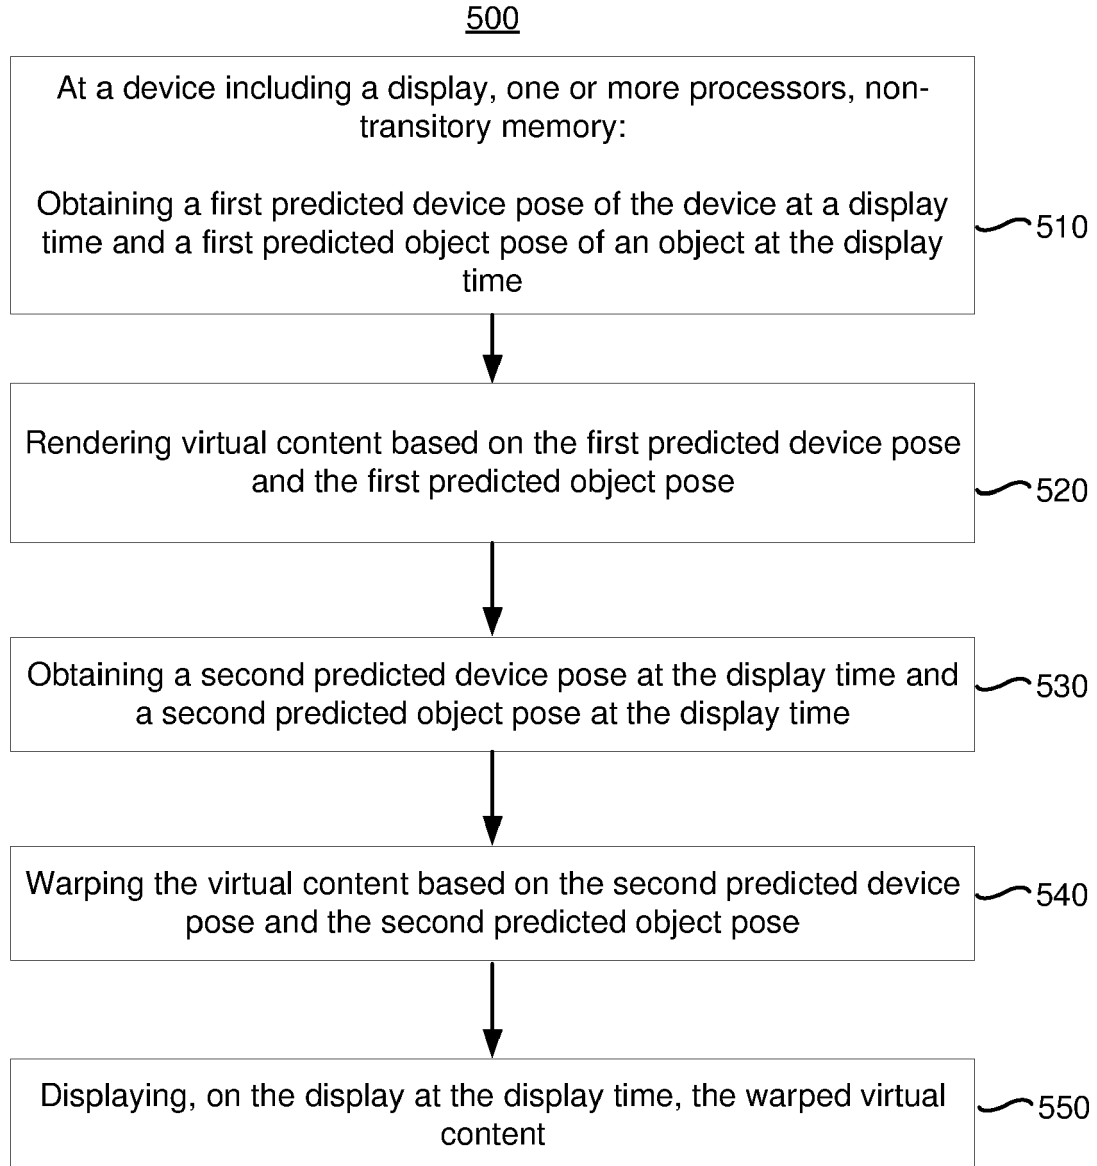 500
At a device including a display, one or more processors, non-
transitory memory:
Obtaining a first predicted device pose of the device at a display
time and a first predicted object pose of an object at the display
time
510
Rendering virtual content based on the first predicted device pose
and the first predicted object pose
520
Obtaining a second predicted device pose at the display time and
a second predicted object pose at the display time
530
Warping the virtual content based on the second predicted device
pose and the second predicted object pose
540
Displaying, on the display at the display time, the warped virtual
content
550